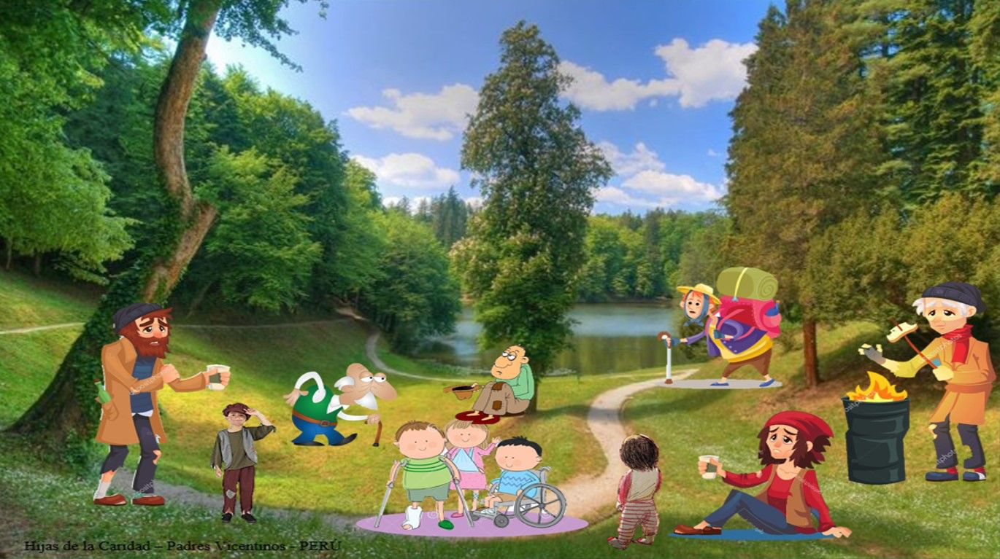 Hijas de la Caridad – Padres Vicentinos - PERÚ